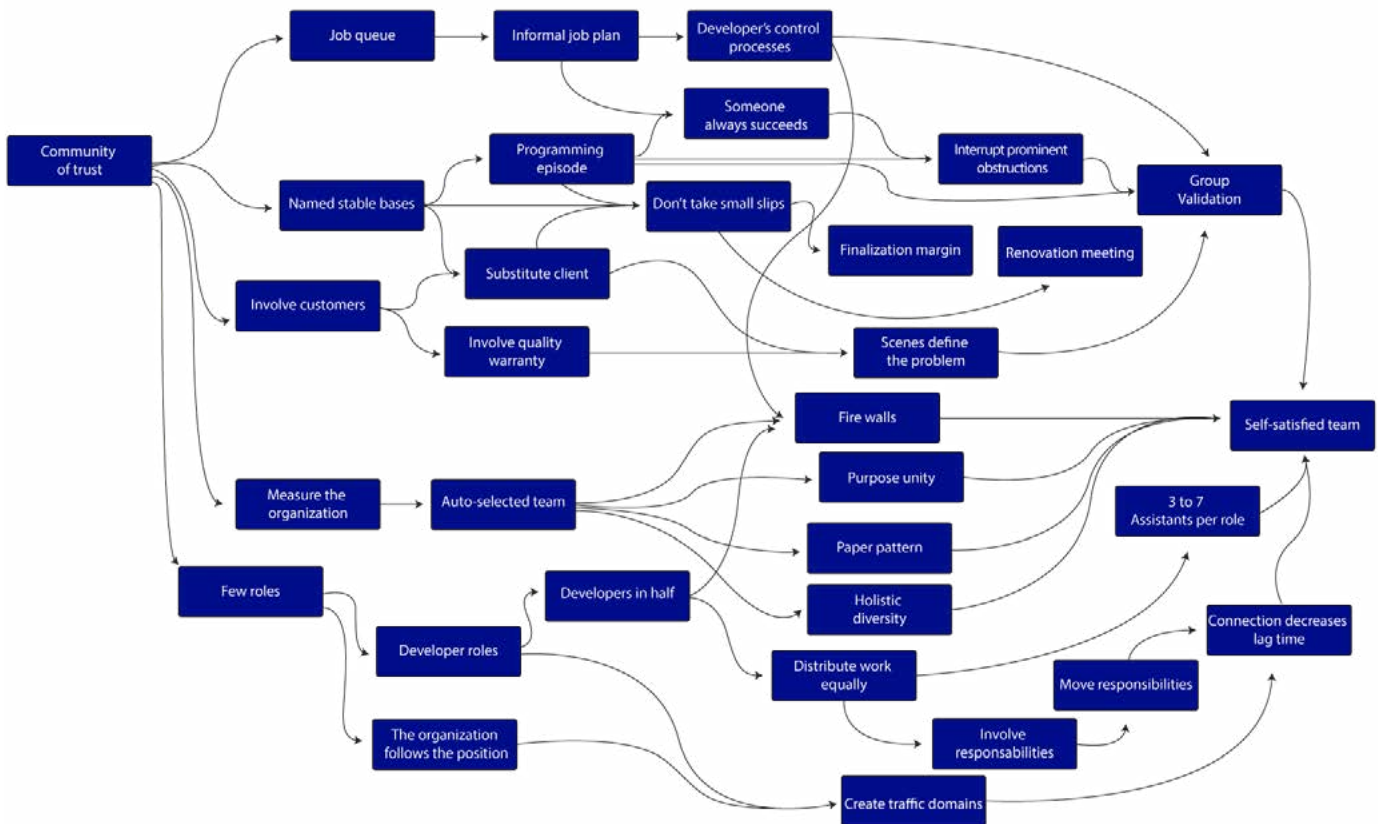 Job queue
Informal job plan
Developer's control
processes
Someone
always succeeds
Community
of trust
Programming
episode
Interrupt prominent
obstructions
Group
Validation
Named stable bases
Don't take small slips
Finalization margin
Renovation meeting
Substitute client
Involve customers
Involve quality
warranty
Scenes define
the problem
Fire walls
Self-satisfied team
Purpose unity
Measure the
organization
Auto-selected team
3 to 7
Assistants per role
Paper pattern
Few roles
Developers in half
Holistic
diversity
Connection decreases
lag time
Developer roles
Distribute work
equally
Move responsibilities
The organization
follows the position
Involve
responsabilities
Create traffic domains